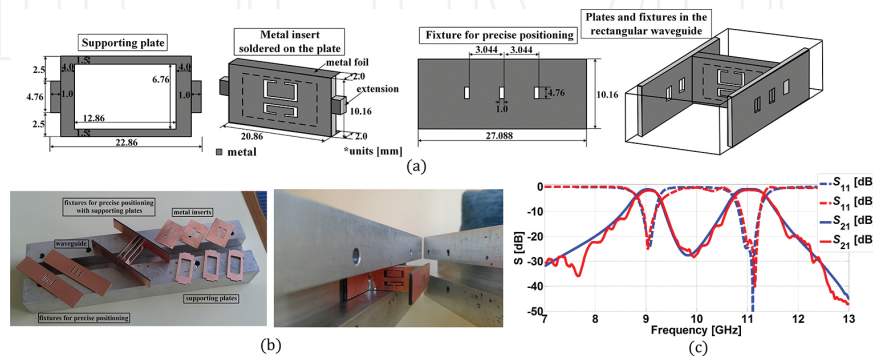 Supporting plate
2.5
4.76
2.5
4.0
1.0
.5
6.76
4.0
1.0
12.86
.5
22.86
Metal insert
soldered on the plate
metal foil
2.0
extension
10.16
2.0
20.86
metal
*units [mm]
Fixture for precise positioning
3.044
3.044
4.76
1.0
10.16
27.088
Plates and fixtures in the
rectangular waveguide
(a)
fixtures for precise positioning
with supporting plates
metal inserts
waveguide
supporting plates
fixtures for precise positioning
(b)
S [dB]
0
-10
-20
-30
-40
-50
7
8
9
10
11
12
13
Frequency [GHz]
S11 [dB
S11 [dB
S21 [dB
S21 [dB
(c)